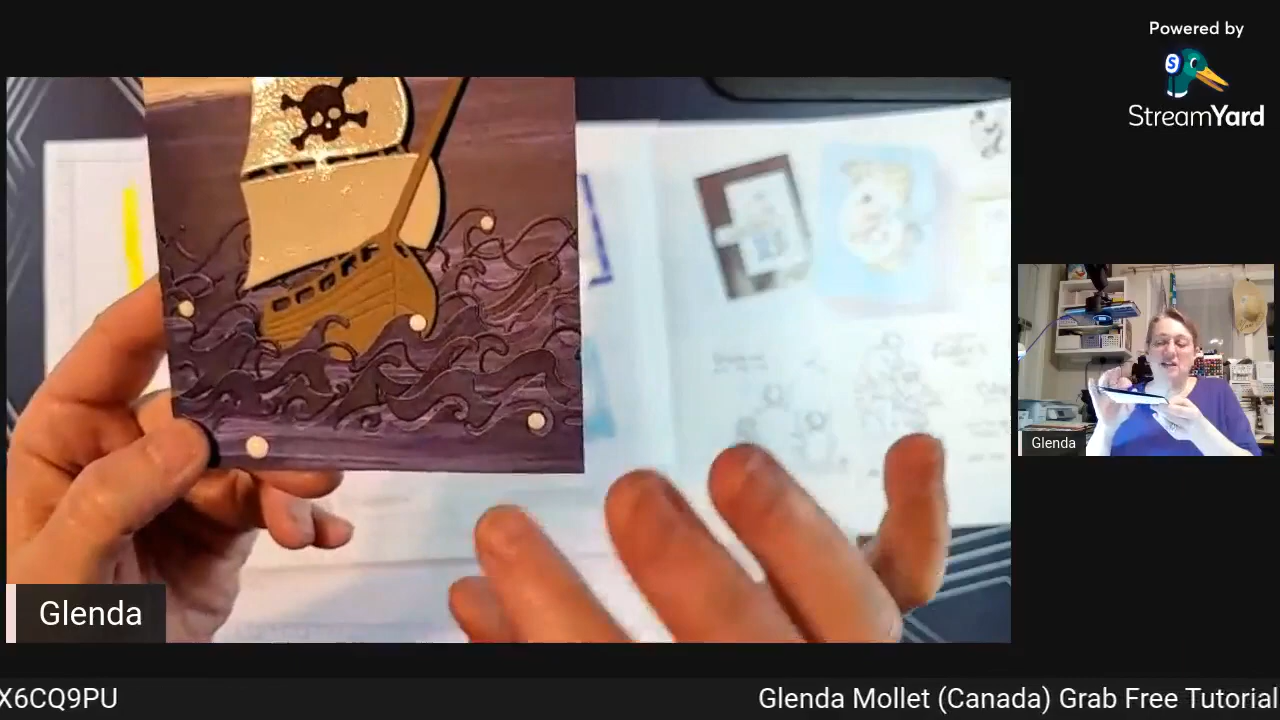 Powered by
StreamYard
Glenda
Glenda
X6CQ9PU
Glenda Mollet (Canada) Grab Free Tutorial